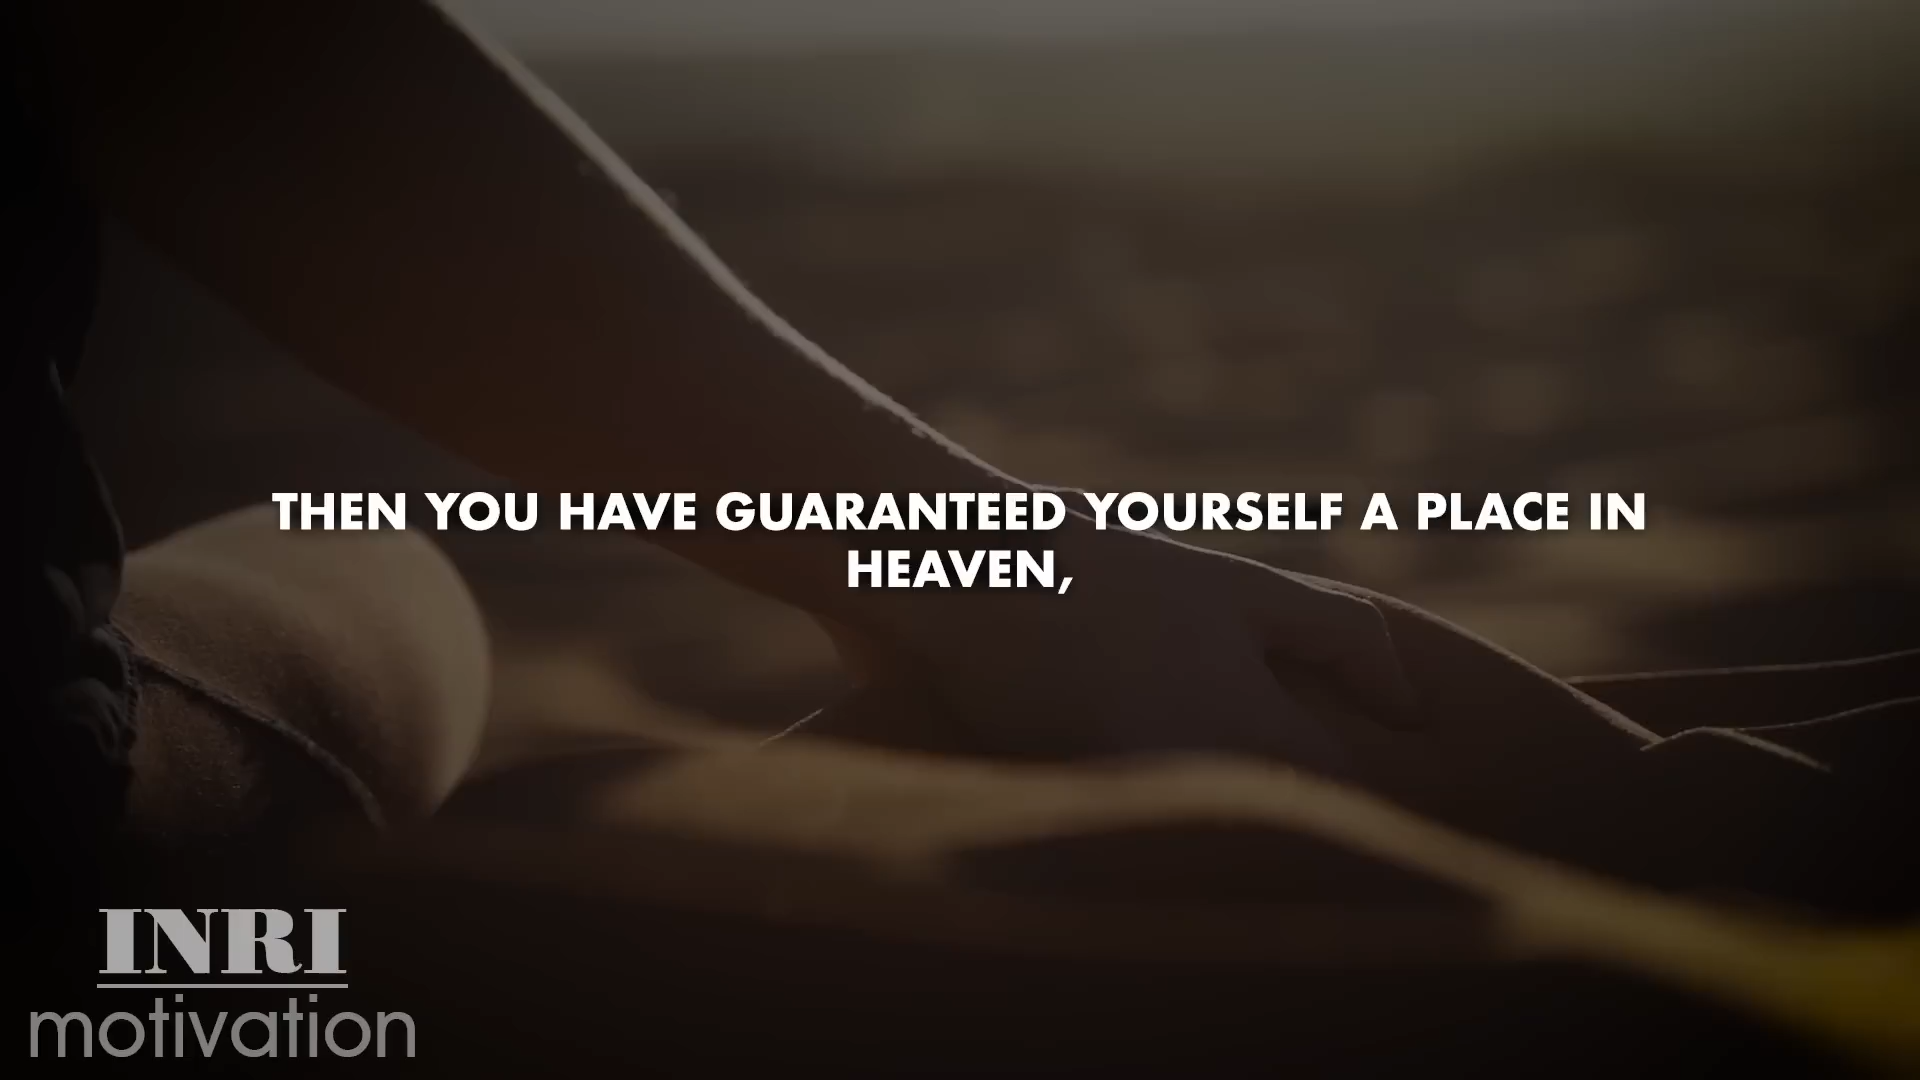 THEN YOU HAVE GUARANTEED YOURSELF A PLACE IN
HEAVEN,
INRI
motivation